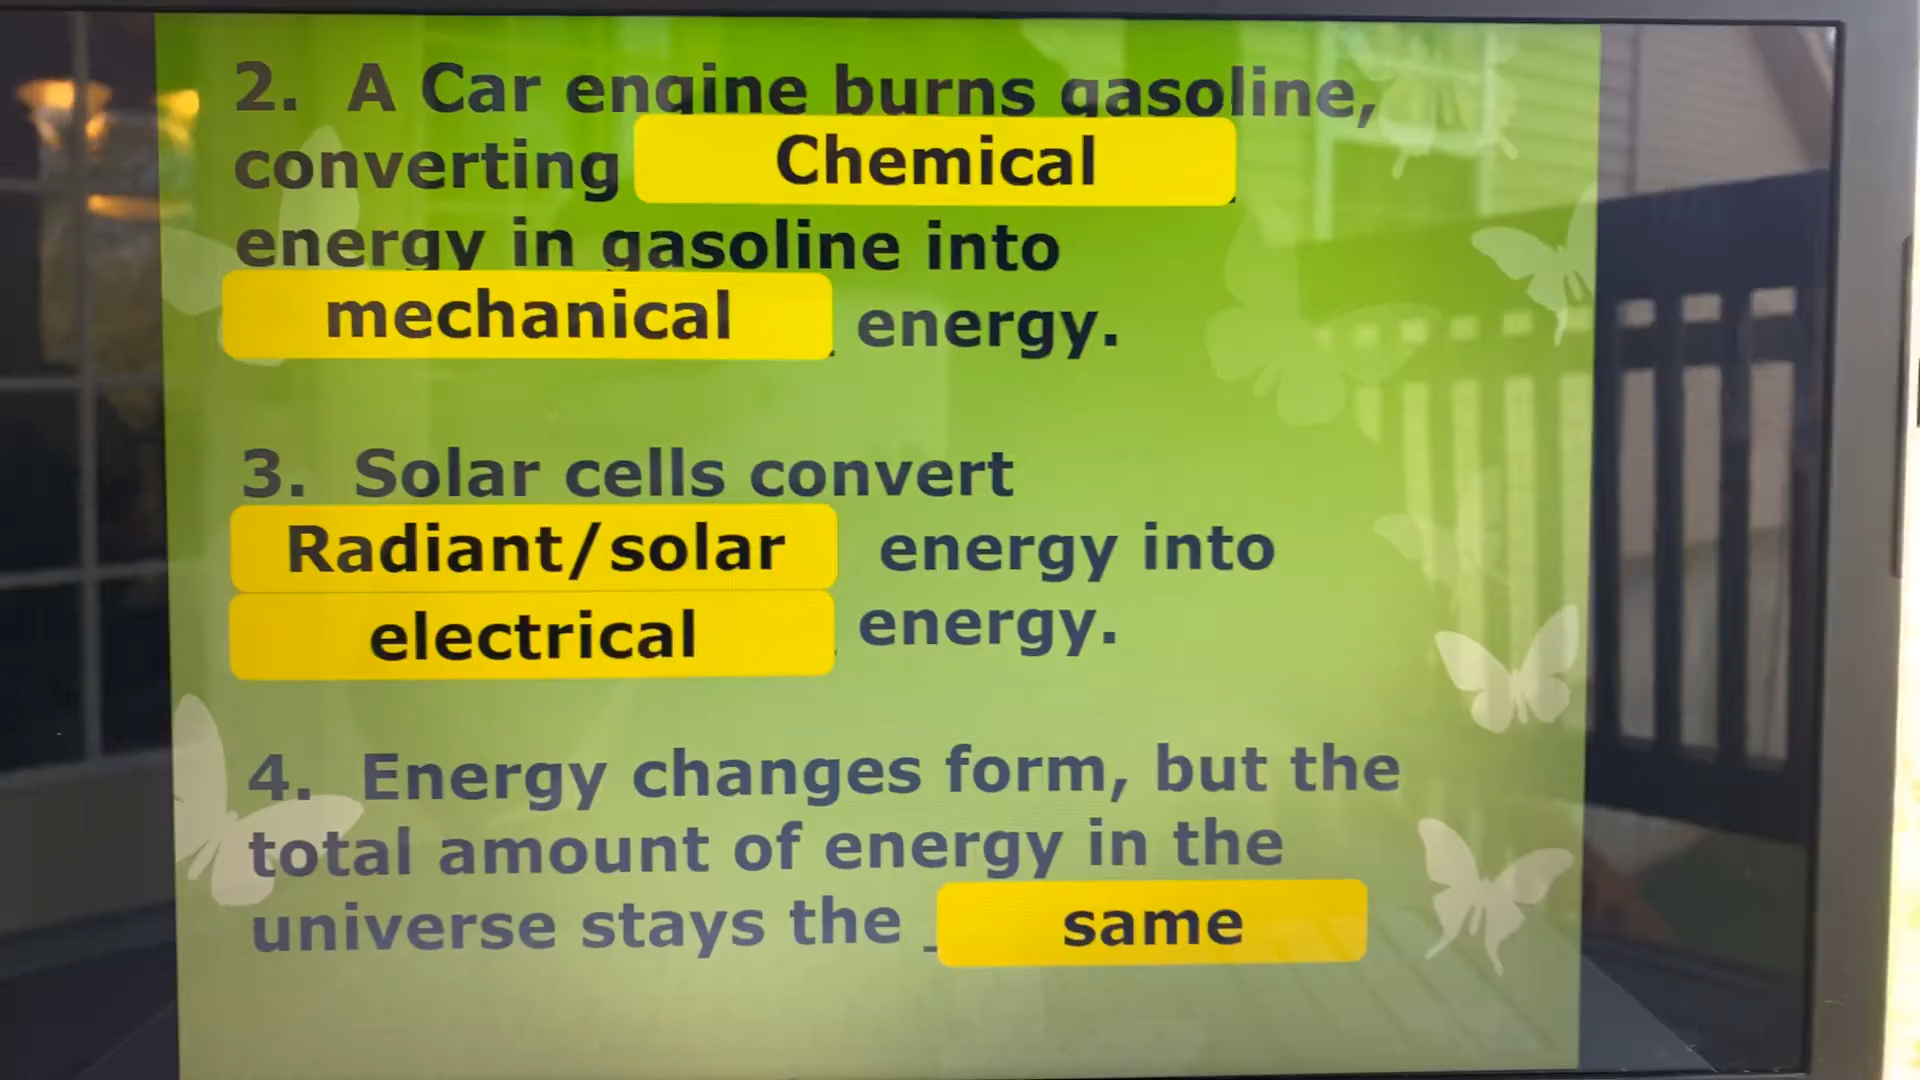 2. A Car engine burns gasoline,
converting Chemical
energy in gasoline into
mechanical energy.
3. Solar cells convert
Radiant/solar energy into
electrical energy.
4. Energy changes form, but the
total amount of energy in the
universe stays the _ same